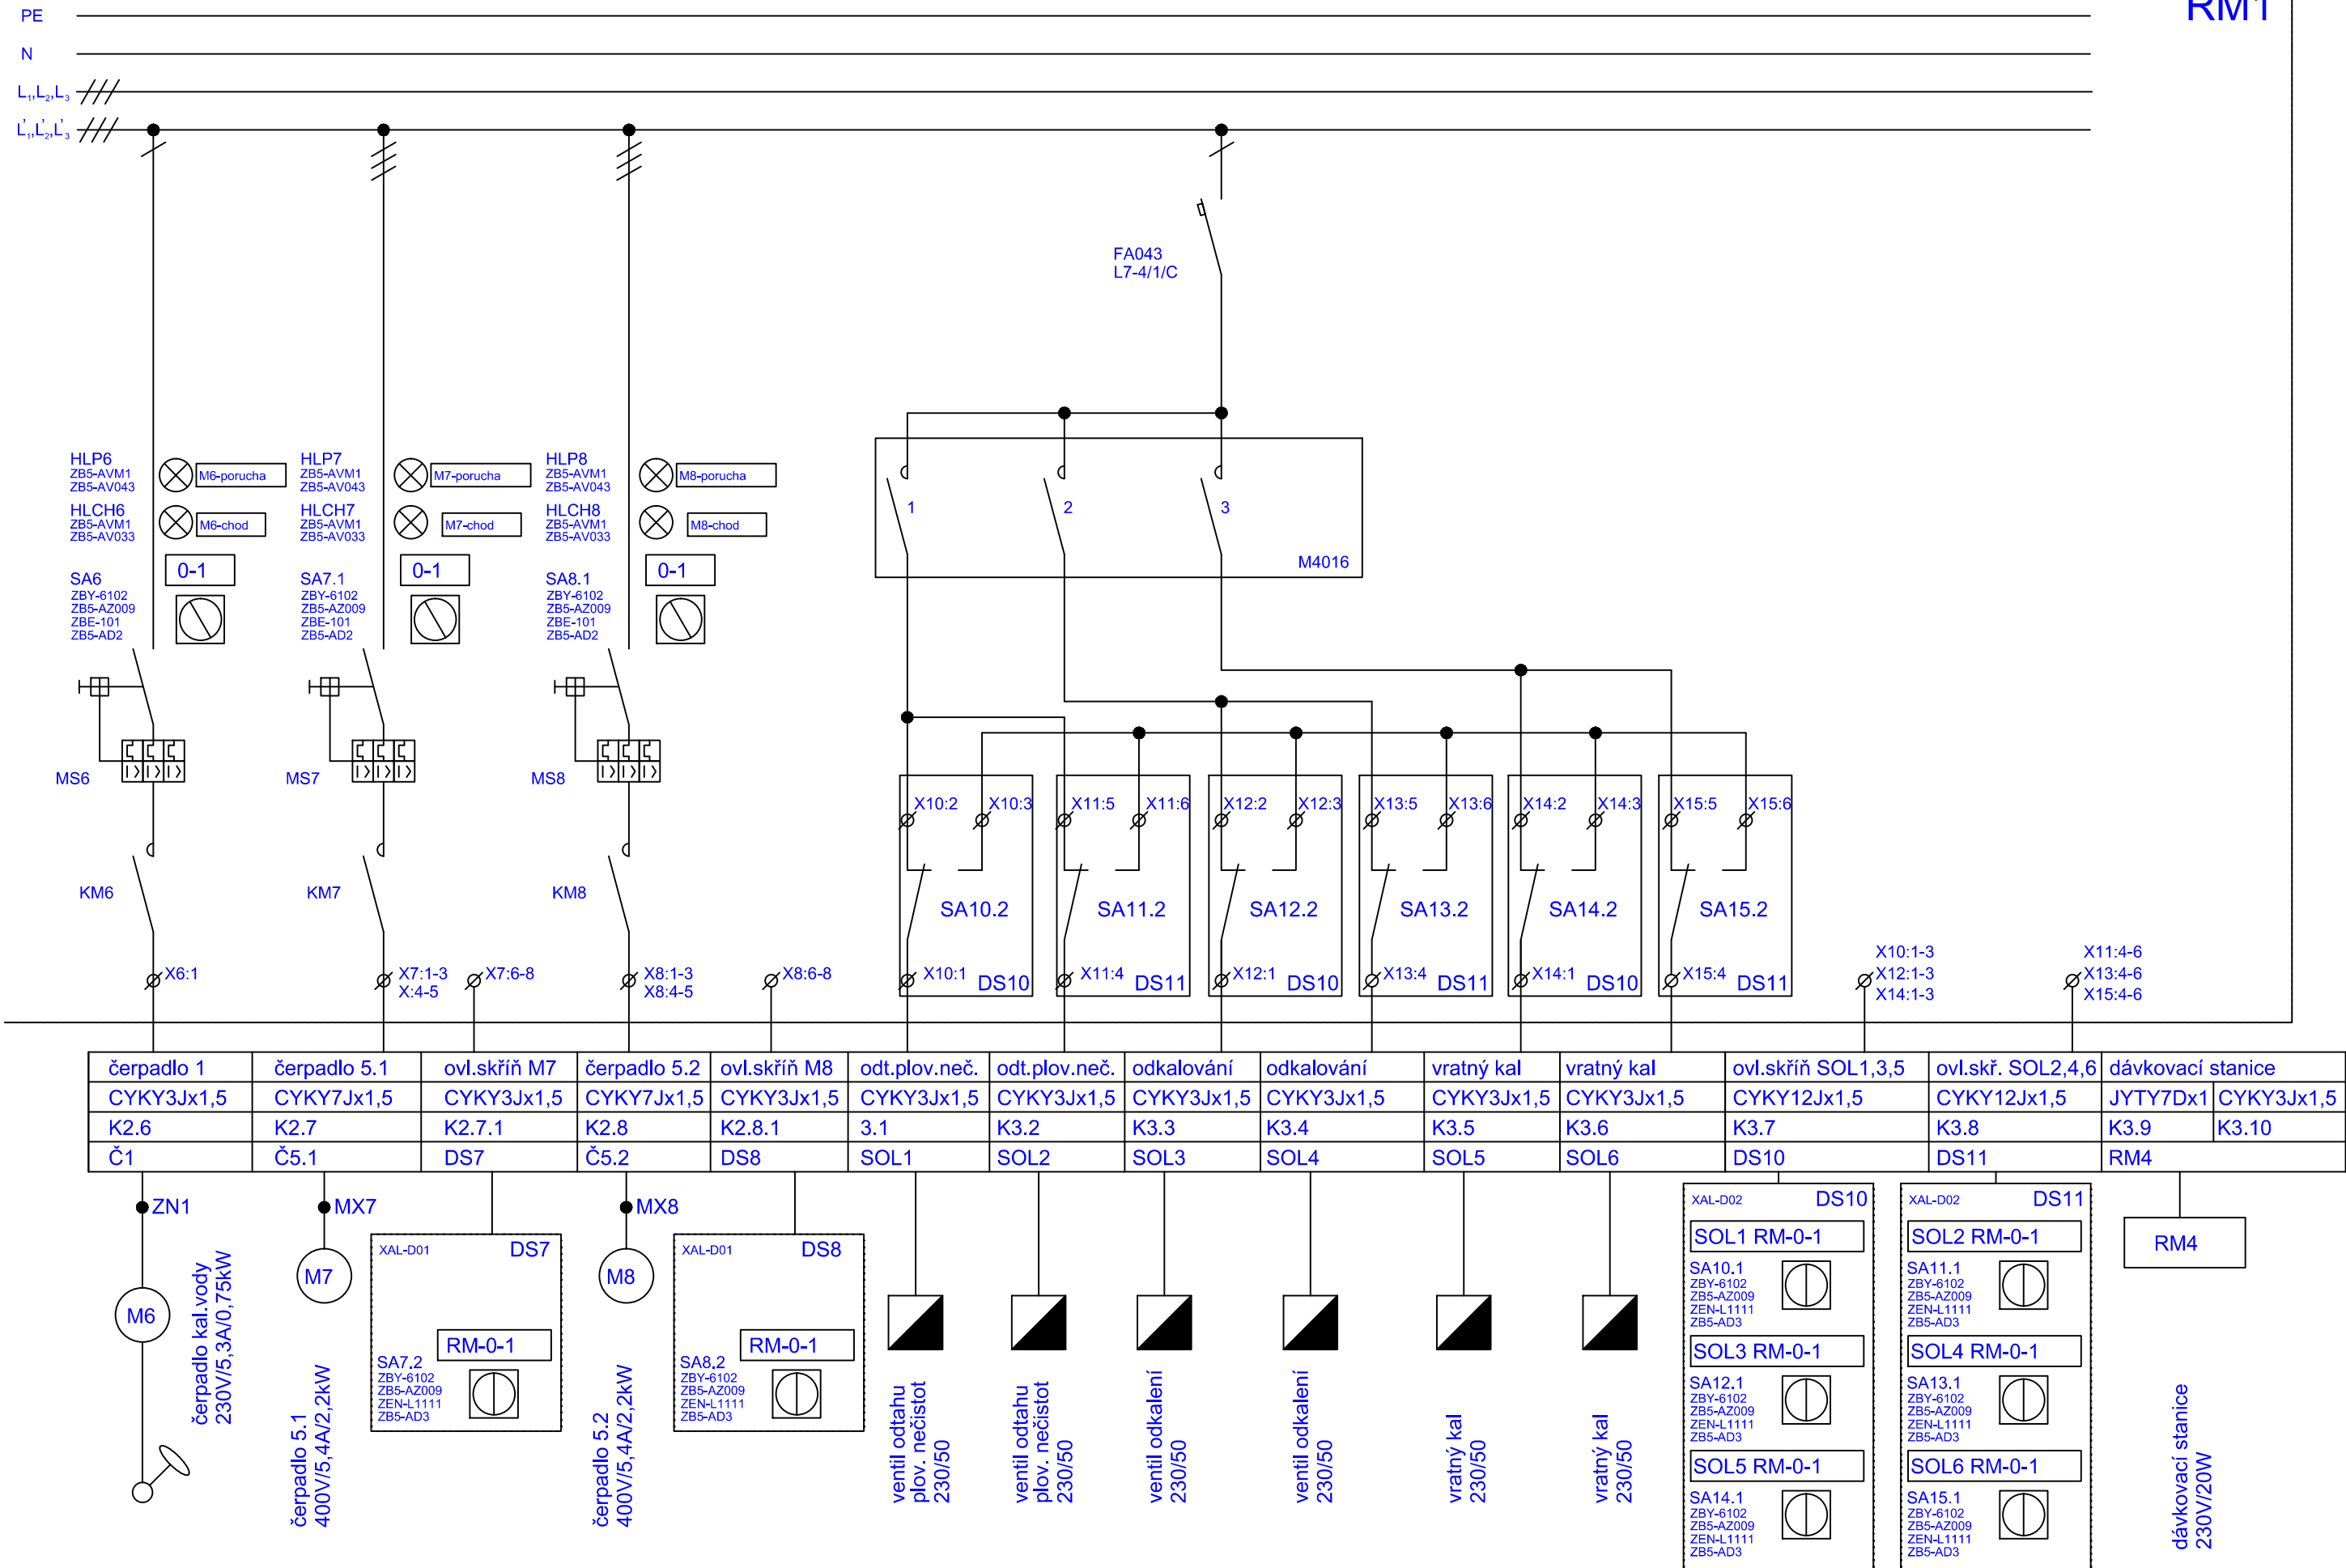 RM1
PE
N
L1,L2,L3
L'1,L'2,L'3
FA043
L7-4/1/C
HLP6
ZB5-AVM1
ZB5-AV043
M6-porucha
HLCH6
ZB5-AVM1
ZB5-AV033
M6-chod
0-1
SA6
ZBY-6102
ZB5-AZ009
ZBE-101
ZB5-AD2
MS6
KM6
X6:1
HLP7
ZB5-AVM1
ZB5-AV043
M7-porucha
HLCH7
ZB5-AVM1
ZB5-AV033
M7-chod
0-1
SA7.1
ZBY-6102
ZB5-AZ009
ZBE-101
ZB5-AD2
MS7
KM7
X7:1-3
X:4-5
X7:6-8
HLP8
ZB5-AVM1
ZB5-AV043
M8-porucha
HLCH8
ZB5-AVM1
ZB5-AV033
M8-chod
0-1
SA8.1
ZBY-6102
ZB5-AZ009
ZBE-101
ZB5-AD2
MS8
KM8
X8:1-3
X8:4-5
X8:6-8
1
2
3
M4016
X10:2 X10:3
SA10.2
X10:1 DS10
X11:5 X11:6
SA11.2
X11:4 DS11
X12:2 X12:3
SA12.2
X12:1 DS10
X13:5 X13:6
SA13.2
X13:4 DS11
X14:2 X14:3
SA14.2
X14:1 DS10
X15:5 X15:6
SA15.2
X15:4 DS11
X10:1-3
X12:1-3
X14:1-3
X11:4-6
X13:4-6
X15:4-6
čerpadlo 1 čerpadlo 5.1 ovl.skříň M7 čerpadlo 5.2 ovl.skříň M8 odt.plov.neč. odt.plov.neč. odkalování odkalování vratný kal vratný kal ovl.skříň SOL1,3,5 ovl.skř. SOL2,4,6 dávkovací stanice
CYKY3Jx1,5 CYKY7Jx1,5 CYKY3Jx1,5 CYKY7Jx1,5 CYKY3Jx1,5 CYKY3Jx1,5 CYKY3Jx1,5 CYKY3Jx1,5 CYKY3Jx1,5 CYKY3Jx1,5 CYKY3Jx1,5 CYKY12Jx1,5 CYKY12Jx1,5 JYTY7Dx1 CYKY3Jx1,5
K2.6 K2.7 K2.7.1 K2.8 K2.8.1 3.1 K3.2 K3.3 K3.4 K3.5 K3.6 K3.7 K3.8 K3.9 K3.10
Č1 Č5.1 DS7 Č5.2 DS8 SOL1 SOL2 SOL3 SOL4 SOL5 SOL6 DS10 DS11 RM4
ZN1
M6
čerpadlo kal.vody
230V/5,3A/0,75kW
MX7
M7
čerpadlo 5.1
400V/5,4A/2,2kW
XAL-D01 DS7
RM-0-1
SA7.2
ZBY-6102
ZB5-AZ009
ZEN-L1111
ZB5-AD3
MX8
M8
čerpadlo 5.2
400V/5,4A/2,2kW
XAL-D01 DS8
RM-0-1
SA8.2
ZBY-6102
ZB5-AZ009
ZEN-L1111
ZB5-AD3
ventil odtahu
plov. nečistot
230/50
ventil odtahu
plov. nečistot
230/50
ventil odkalení
230/50
ventil odkalení
230/50
vratný kal
230/50
vratný kal
230/50
XAL-D02 DS10
SOL1 RM-0-1
SA10.1
ZBY-6102
ZB5-AZ009
ZEN-L1111
ZB5-AD3
SOL3 RM-0-1
SA12.1
ZBY-6102
ZB5-AZ009
ZEN-L1111
ZB5-AD3
SOL5 RM-0-1
SA14.1
ZBY-6102
ZB5-AZ009
ZEN-L1111
ZB5-AD3
XAL-D02 DS11
SOL2 RM-0-1
SA11.1
ZBY-6102
ZB5-AZ009
ZEN-L1111
ZB5-AD3
SOL4 RM-0-1
SA13.1
ZBY-6102
ZB5-AZ009
ZEN-L1111
ZB5-AD3
SOL6 RM-0-1
SA15.1
ZBY-6102
ZB5-AZ009
ZEN-L1111
ZB5-AD3
RM4
dávkovací stanice
230V/20W